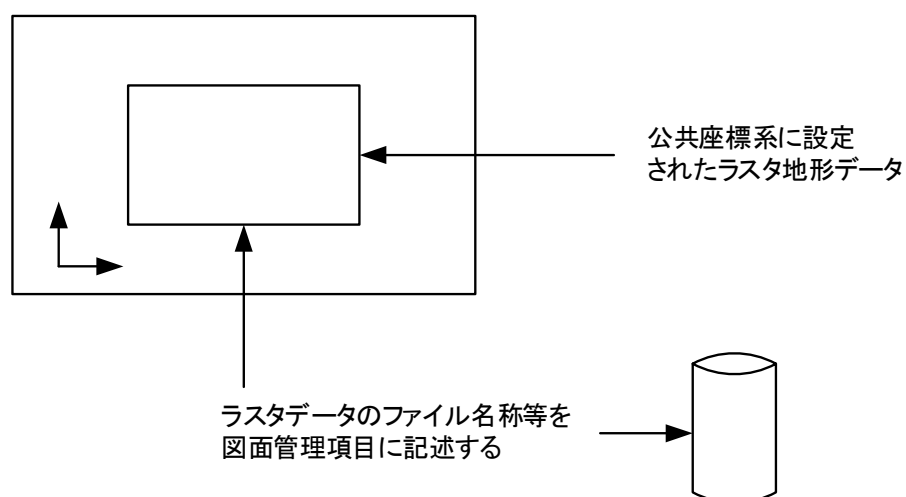 公共座標系に設定
されたラスタ地形データ
ラスタデータのファイル名称等を
図面管理項目に記述する